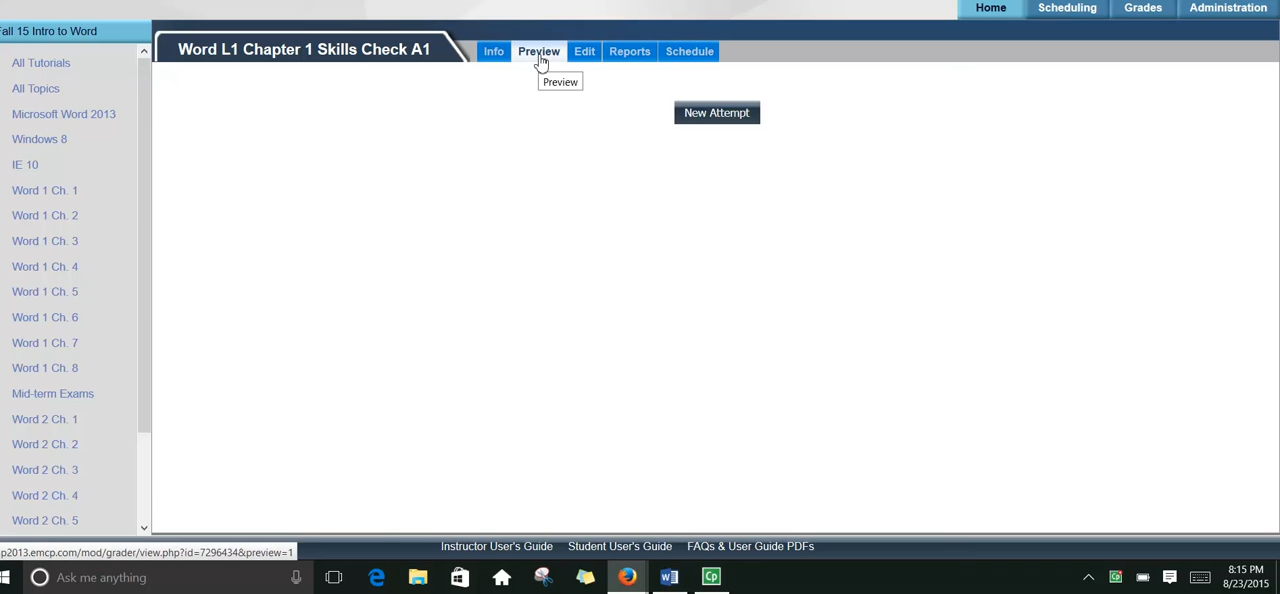 Home Scheduling Grades Administration
Fall 15 Intro to Word
Word L1 Chapter 1 Skills Check A1
Info Preview Edit Reports Schedule
Preview
New Attempt
All Tutorials
All Topics
Microsoft Word 2013
Windows 8
IE 10
Word 1 Ch. 1
Word 1 Ch. 2
Word 1 Ch. 3
Word 1 Ch. 4
Word 1 Ch. 5
Word 1 Ch. 6
Word 1 Ch. 7
Word 1 Ch. 8
Mid-term Exams
Word 2 Ch. 1
Word 2 Ch. 2
Word 2 Ch. 3
Word 2 Ch. 4
Word 2 Ch. 5
Instructor User's Guide Student User's Guide FAQs & User Guide PDFs
p2013.emcp.com/mod/grader/view.php?id=7296434&preview=1
Ask me anything
Cp
8:15 PM
8/23/2015